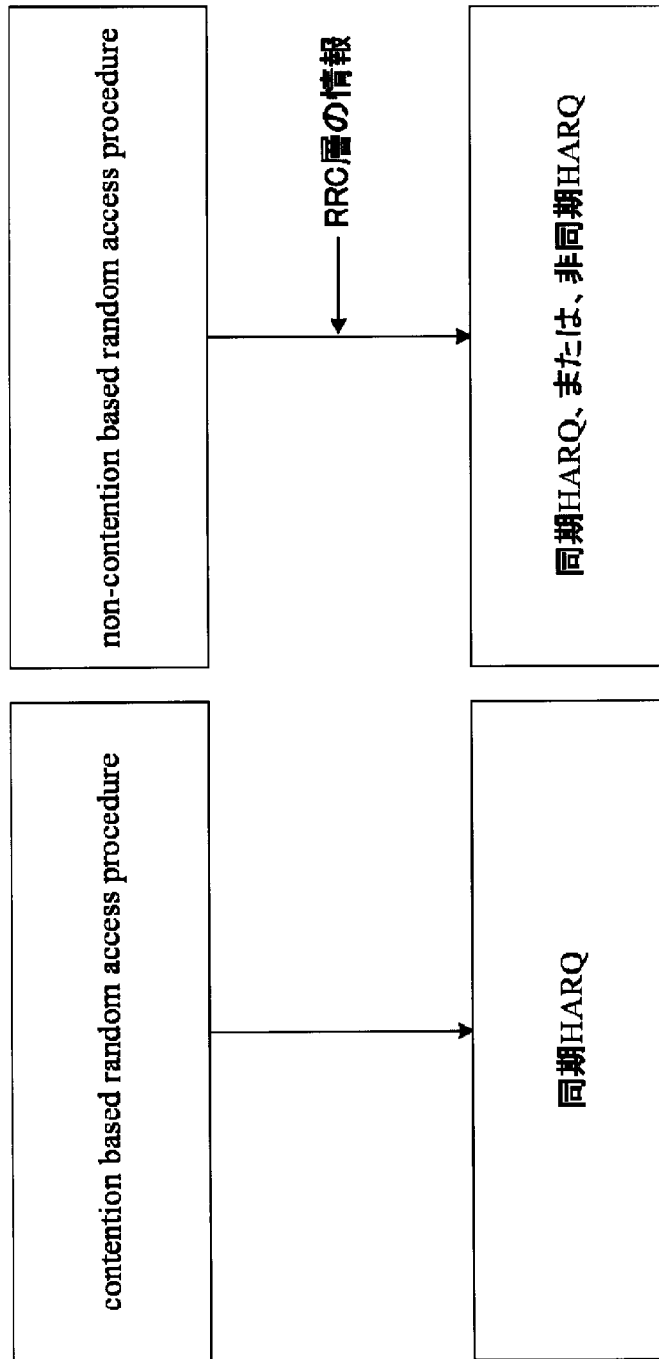 contention based random access procedure
同期HARQ
non-contention based random access procedure
RRC層の情報
同期HARQ、または、非同期HARQ